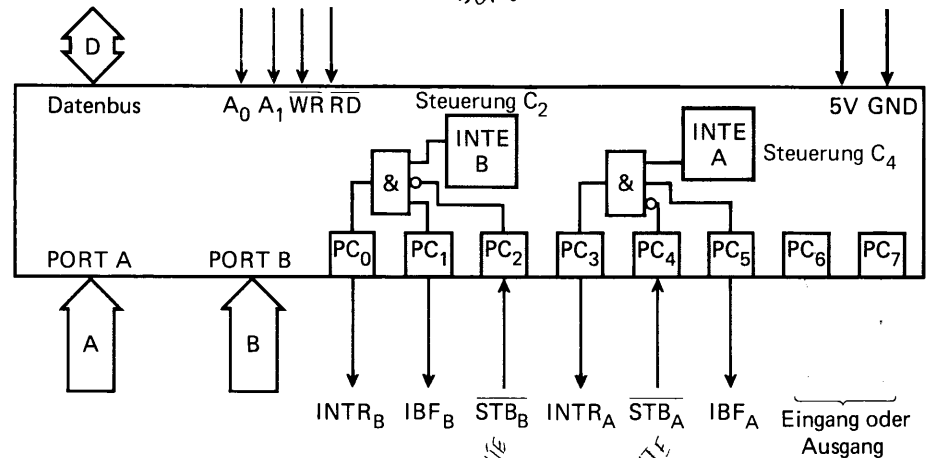 D
Datenbus A0 A1 WR RD Steuerung C2 5V GND
INTE B
INTE A
Steuerung C4
&
&
PORT A PORT B PC0 PC1 PC2 PC3 PC4 PC5 PC6 PC7
A B
INTRB IBFB STBB INTRA STBA IBFA Eingang oder
Ausgang